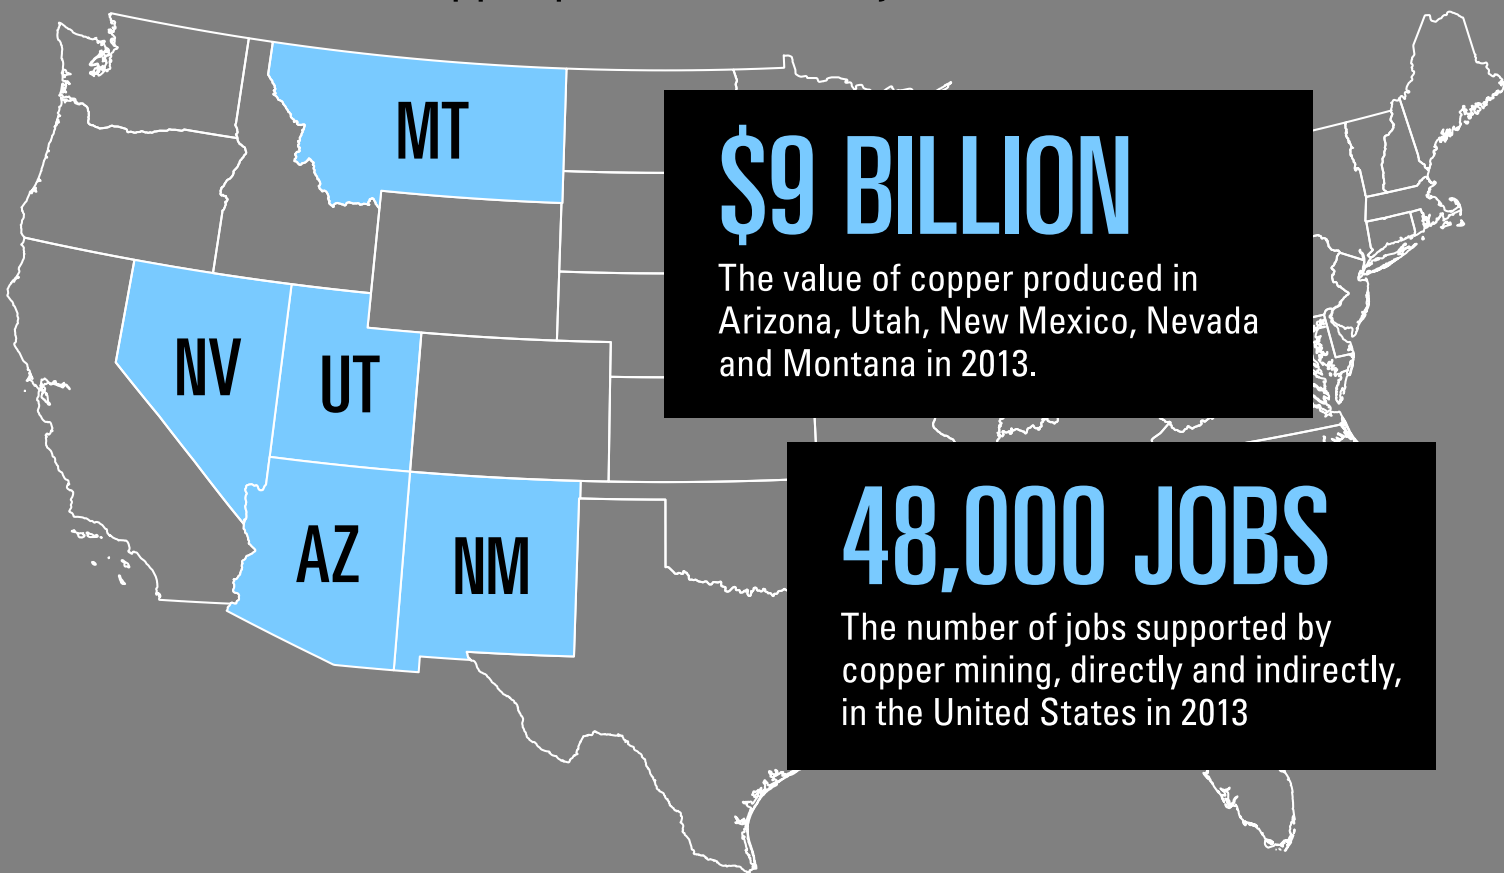 MT
$9 BILLION
The value of copper produced in
Arizona, Utah, New Mexico, Nevada
and Montana in 2013.
NV
UT
AZ
NM
48,000 JOBS
The number of jobs supported by
copper mining, directly and indirectly,
in the United States in 2013